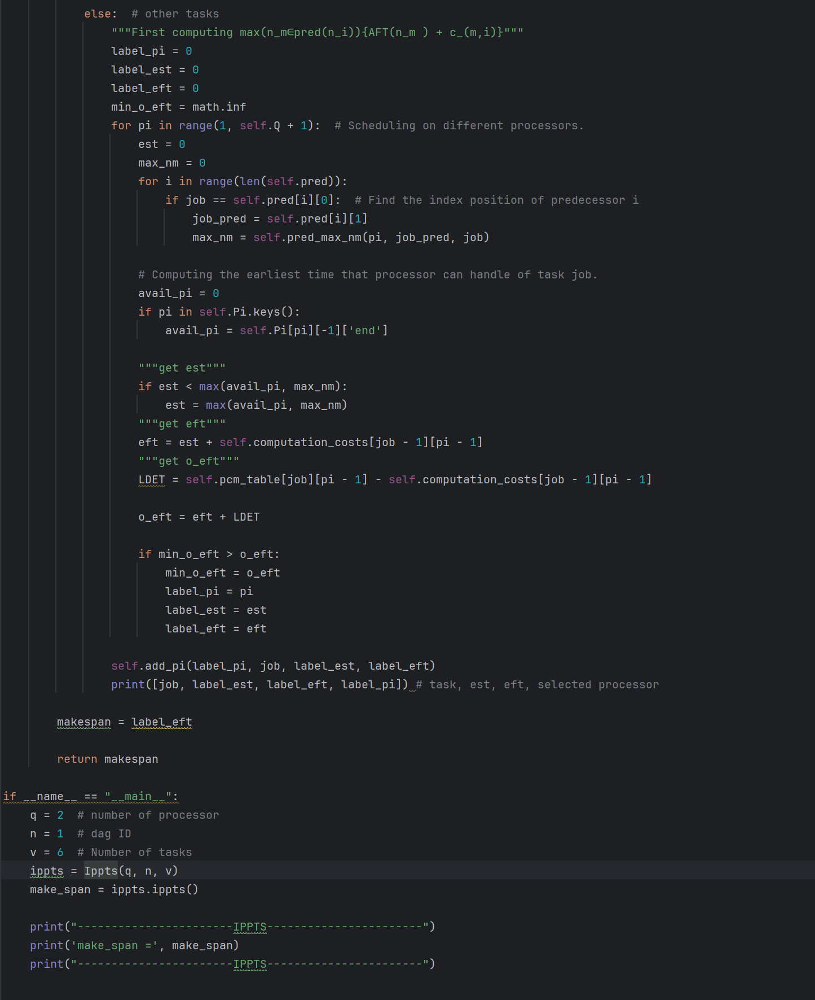 else:  # other tasks
"""First computing max(n_m∈pred(n_i)){AFT(n_m ) + c_(m,i)}"""
label_pi = 0
label_est = 0
label_eft = 0
min_o_eft = math.inf
for pi in range(1, self.Q + 1):  # Scheduling on different processors.
est = 0
max_nm = 0
for i in range(len(self.pred)):
if job == self.pred[i][0]:  # Find the index position of predecessor i
job_pred = self.pred[i][1]
max_nm = self.pred_max_nm(pi, job_pred, job)
# Computing the earliest time that processor can handle of task job.
avail_pi = 0
if pi in self.Pi.keys():
avail_pi = self.Pi[pi][-1]['end']
"""get est"""
if est < max(avail_pi, max_nm):
est = max(avail_pi, max_nm)
"""get eft"""
eft = est + self.computation_costs[job - 1][pi - 1]
"""get o_eft"""
LDET = self.pcm_table[job][pi - 1] - self.computation_costs[job - 1][pi - 1]
o_eft = eft + LDET
if min_o_eft > o_eft:
min_o_eft = o_eft
label_pi = pi
label_est = est
label_eft = eft
self.add_pi(label_pi, job, label_est, label_eft)
print([job, label_est, label_eft, label_pi]) # task, est, eft, selected processor
makespan = label_eft
return makespan
if __name__ == "__main__":
q = 2  # number of processor
n = 1  # dag ID
v = 6  # Number of tasks
ippts = Ippts(q, n, v)
make_span = ippts.ippts()
print("-----------------------IPPTS-----------------------")
print('make_span =', make_span)
print("-----------------------IPPTS-----------------------")